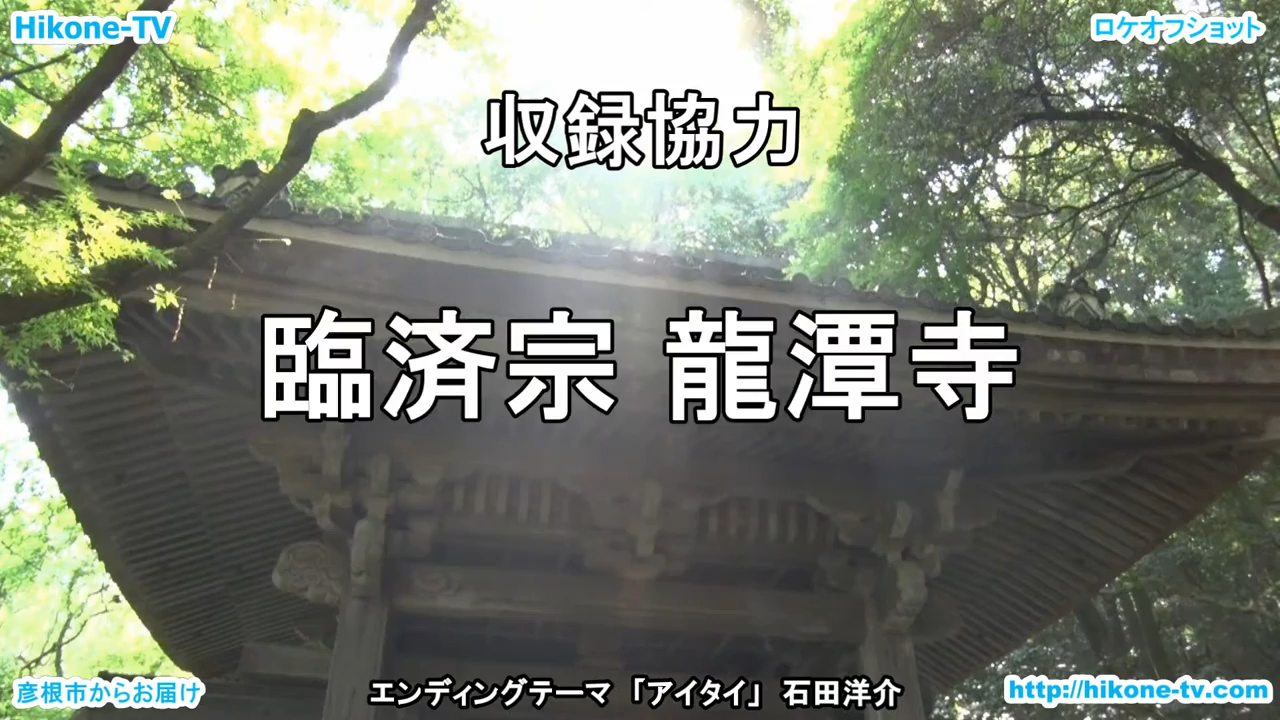 Hikone-TV
ロケオフショット
収録協力
臨済宗 龍潭寺
彦根市からお届け
エンディングテーマ 「アイタイ」 石田洋介
http://hikone-tv.com